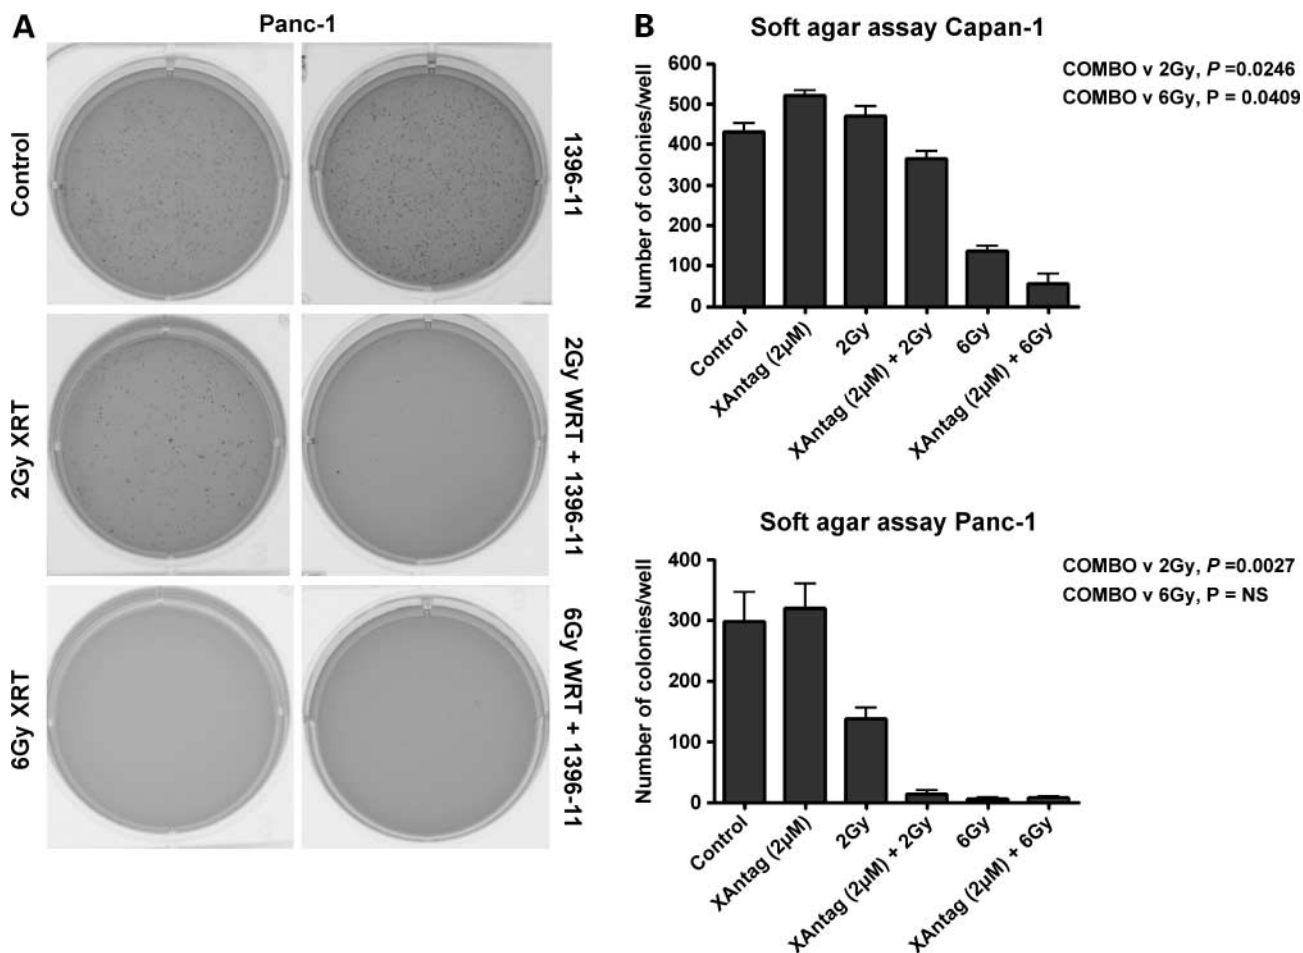 A
Panc-1
Control
1396-11
2Gy XRT
2Gy WRT + 1396-11
6Gy XRT
6Gy WRT + 1396-11
B
Soft agar assay Capan-1
COMBO v 2Gy, P =0.0246
COMBO v 6Gy, P = 0.0409
Number of colonies/well
600
500
400
300
200
100
0
Control
XAntag (2µM)
2Gy
XAntag (2µM) + 2Gy
6Gy
XAntag (2µM) + 6Gy
Soft agar assay Panc-1
COMBO v 2Gy, P =0.0027
COMBO v 6Gy, P = NS
Number of colonies/well
400
300
200
100
0
Control
XAntag (2µM)
2Gy
XAntag (2µM) + 2Gy
6Gy
XAntag (2µM) + 6Gy